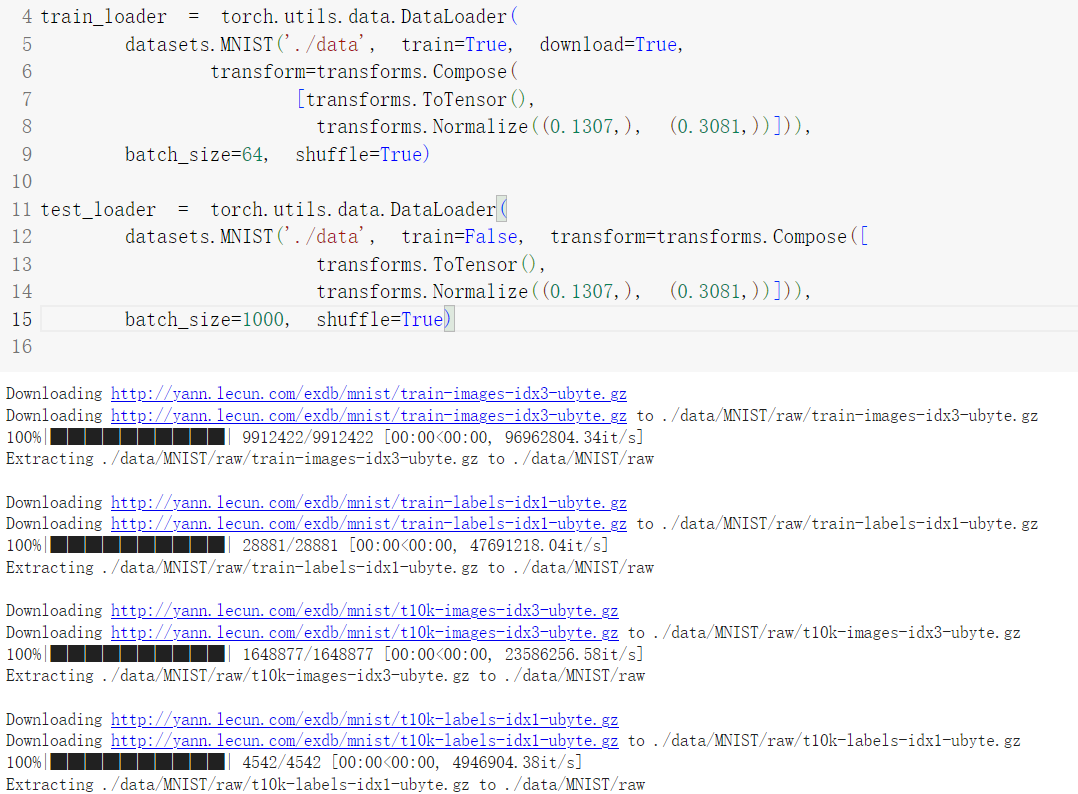 4 train_loader = torch.utils.data.DataLoader(
5 datasets.MNIST('./data', train=True, download=True,
6 transform=transforms.Compose(
7 [transforms.ToTensor(),
8 transforms.Normalize((0.1307,), (0.3081,))])),
9 batch_size=64, shuffle=True)
10
11 test_loader = torch.utils.data.DataLoader(
12 datasets.MNIST('./data', train=False, transform=transforms.Compose([
13 transforms.ToTensor(),
14 transforms.Normalize((0.1307,), (0.3081,))])),
15 batch_size=1000, shuffle=True)
16
Downloading http://yann.lecun.com/exdb/mnist/train-images-idx3-ubyte.gz
Downloading http://yann.lecun.com/exdb/mnist/train-images-idx3-ubyte.gz to ./data/MNIST/raw/train-images-idx3-ubyte.gz
100%|██████████| 9912422/9912422 [00:00<00:00, 96962804.34it/s]
Extracting ./data/MNIST/raw/train-images-idx3-ubyte.gz to ./data/MNIST/raw
Downloading http://yann.lecun.com/exdb/mnist/train-labels-idx1-ubyte.gz
Downloading http://yann.lecun.com/exdb/mnist/train-labels-idx1-ubyte.gz to ./data/MNIST/raw/train-labels-idx1-ubyte.gz
100%|██████████| 28881/28881 [00:00<00:00, 47691218.04it/s]
Extracting ./data/MNIST/raw/train-labels-idx1-ubyte.gz to ./data/MNIST/raw
Downloading http://yann.lecun.com/exdb/mnist/t10k-images-idx3-ubyte.gz
Downloading http://yann.lecun.com/exdb/mnist/t10k-images-idx3-ubyte.gz to ./data/MNIST/raw/t10k-images-idx3-ubyte.gz
100%|██████████| 1648877/1648877 [00:00<00:00, 23586256.58it/s]
Extracting ./data/MNIST/raw/t10k-images-idx3-ubyte.gz to ./data/MNIST/raw
Downloading http://yann.lecun.com/exdb/mnist/t10k-labels-idx1-ubyte.gz
Downloading http://yann.lecun.com/exdb/mnist/t10k-labels-idx1-ubyte.gz to ./data/MNIST/raw/t10k-labels-idx1-ubyte.gz
100%|██████████| 4542/4542 [00:00<00:00, 4946904.38it/s]
Extracting ./data/MNIST/raw/t10k-labels-idx1-ubyte.gz to ./data/MNIST/raw